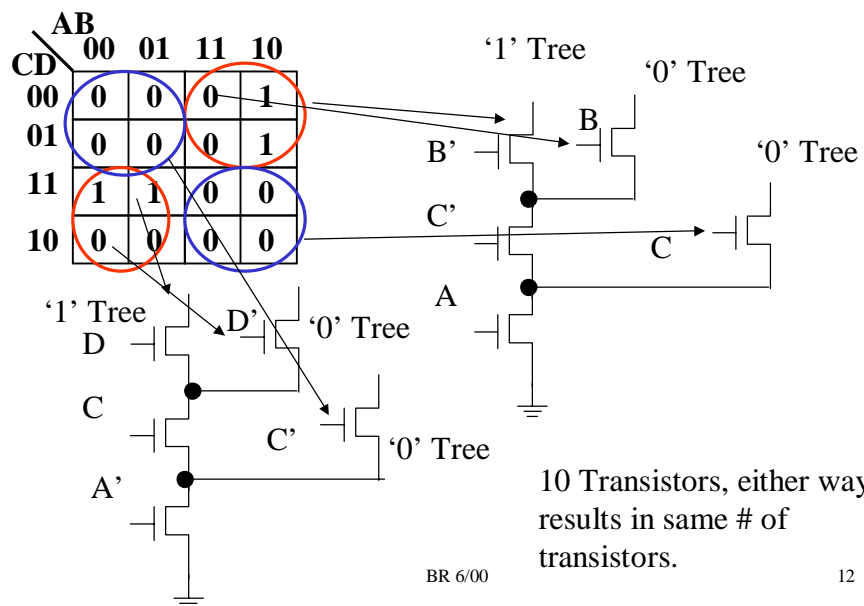 AB
CD
00 01 11 10
00 0 0 0 1
01 0 0 0 1
11 1 1 0 0
10 0 0 0 0
‘1’ Tree
‘0’ Tree
B’
B
‘0’ Tree
C’
C
A
‘1’ Tree
D
D’
‘0’ Tree
C
C’
‘0’ Tree
A’
10 Transistors, either way
results in same # of
transistors.
BR 6/00
12